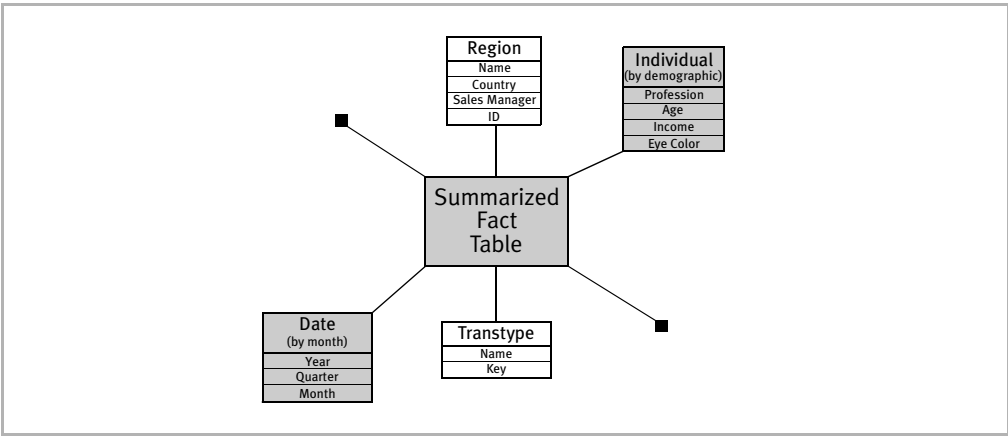 Region
Name
Country
Sales Manager
ID
Individual
(by demographic)
Profession
Age
Income
Eye Color
Summarized
Fact
Table
Date
(by month)
Year
Quarter
Month
Transtype
Name
Key